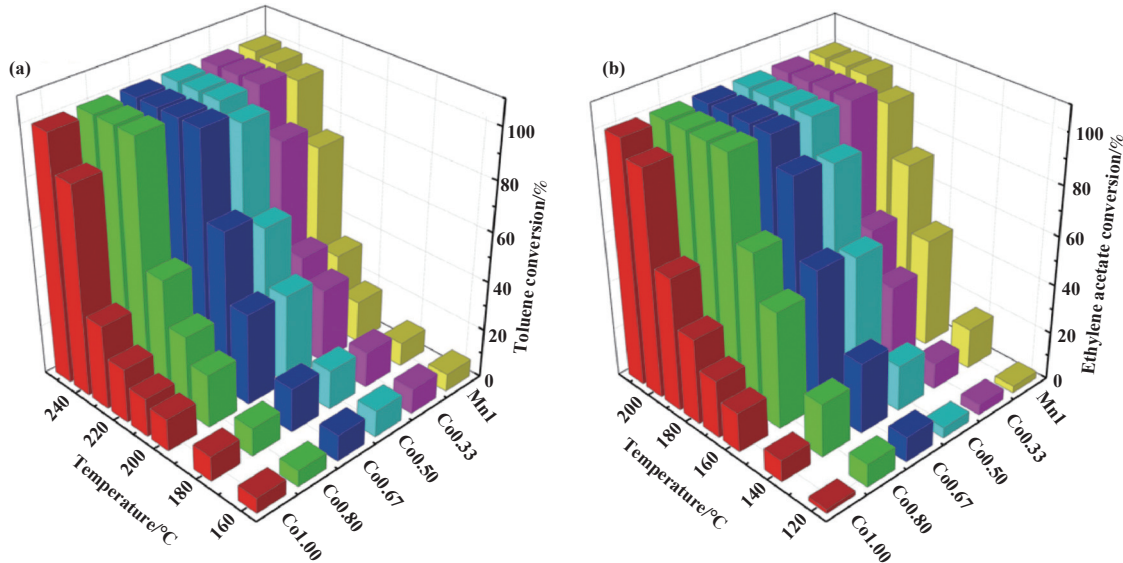 (a)
100
80
60
40
20
0
Toluene conversion/%
240
220
200
180
160
Temperature/°C
Co1.00
Co0.80
Co0.67
Co0.50
Co0.33
Mn1
(b)
100
80
60
40
20
0
Ethylene acetate conversion/%
200
180
160
140
120
Temperature/°C
Co1.00
Co0.80
Co0.67
Co0.50
Co0.33
Mn1